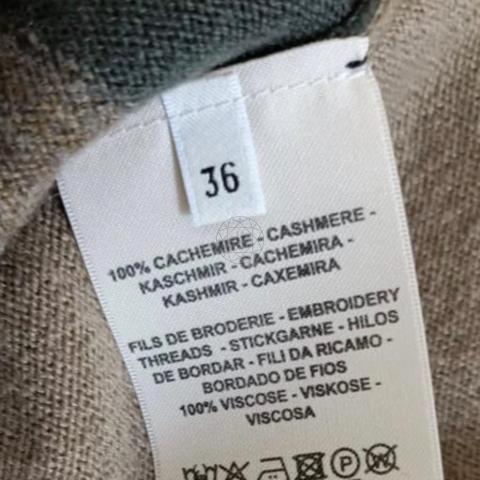 36
100% CACHEMIRE - CASHMERE -
KASCHMIR - CACHEMIRA -
KASHMIR - CAXEMIRA
FILS DE BRODERIE - EMBROIDERY
THREADS - STICKGARNE - HILOS
DE BORDAR - FILI DA RICAMO -
BORDADO DE FIOS
100% VISCOSE - VISKOSE -
VISCOSA